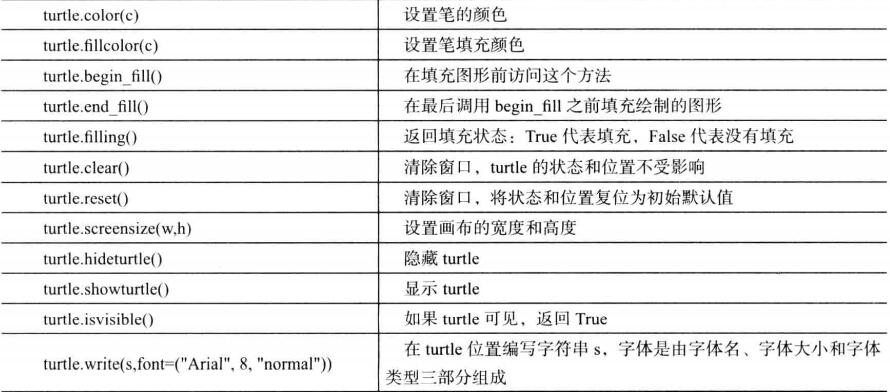 turtle.color(c) 设置笔的颜色
turtle.fillcolor(c) 设置笔填充颜色
turtle.begin_fill() 在填充图形前访问这个方法
turtle.end_fill() 在最后调用 begin_fill 之前填充绘制的图形
turtle.filling() 返回填充状态：True 代表填充，False 代表没有填充
turtle.clear() 清除窗口，turtle 的状态和位置不受影响
turtle.reset() 清除窗口，将状态和位置复位为初始默认值
turtle.screensize(w,h) 设置画布的宽度和高度
turtle.hideturtle() 隐藏 turtle
turtle.showturtle() 显示 turtle
turtle.isvisible() 如果 turtle 可见，返回 True
turtle.write(s,font=("Arial", 8, "normal")) 在 turtle 位置编写字符串 s，字体是由字体名、字体大小和字体
类型三部分组成